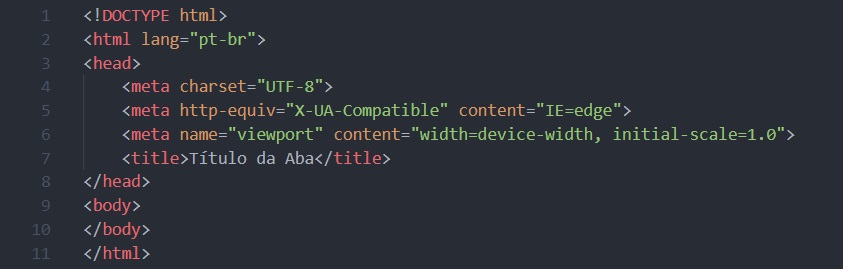 1 <!DOCTYPE html>
2 <html lang="pt-br">
3 <head>
4 <meta charset="UTF-8">
5 <meta http-equiv="X-UA-Compatible" content="IE=edge">
6 <meta name="viewport" content="width=device-width, initial-scale=1.0">
7 <title>Título da Aba</title>
8 </head>
9 <body>
10 </body>
11 </html>